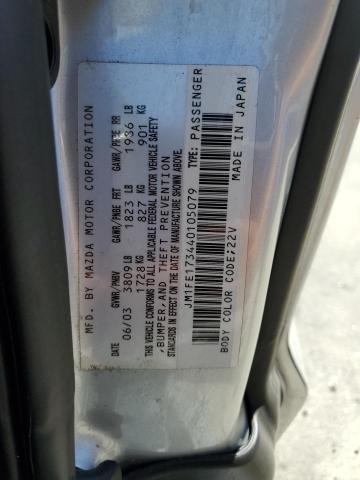 MFD. BY MAZDA MOTOR CORPORATION
GVWR/PNBV GAWR/PNBE FRT GAWR/PNBE RR
06/03 3809 LB 1823 LB 1986 LB
1728 KG 827 KG 901 KG
THIS VEHICLE CONFORMS TO ALL APPLICABLE FEDERAL MOTOR VEHICLE SAFETY
,BUMPER,AND THEFT PREVENTION
STANDARDS IN EFFECT ON THE DATE OF MANUFACTURE SHOWN ABOVE.
JM1FE173440105079 TYPE: PASSENGER
BODY COLOR CODE;22V MADE IN JAPAN